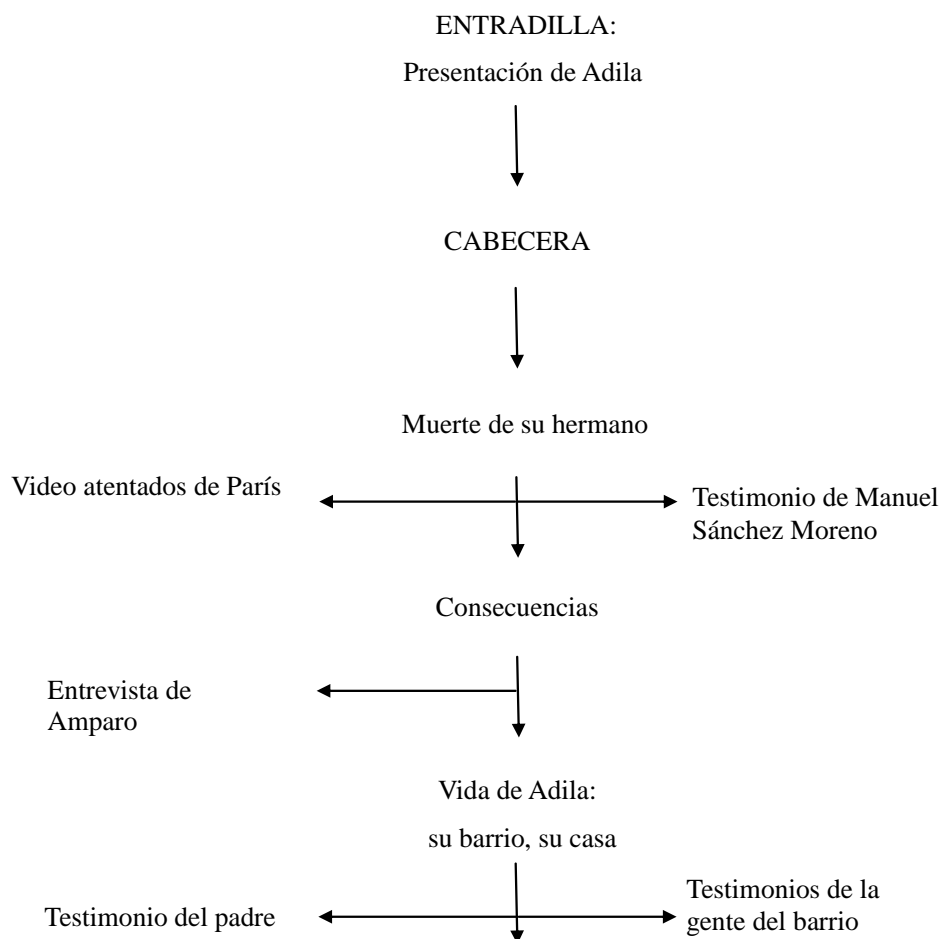 ENTRADILLA:
Presentación de Adila
CABECERA
Muerte de su hermano
Video atentados de París
Testimonio de Manuel
Sánchez Moreno
Consecuencias
Entrevista de
Amparo
Vida de Adila:
su barrio, su casa
Testimonio del padre
Testimonios de la
gente del barrio